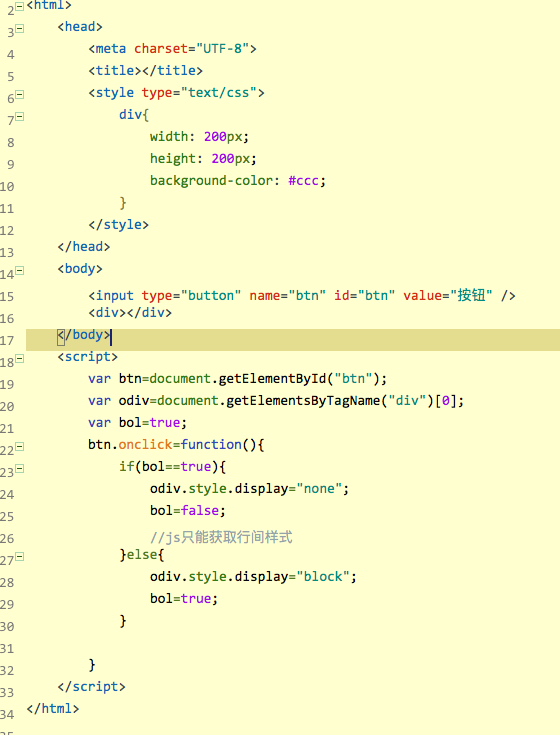 2 <html>
3 <head>
4 <meta charset="UTF-8">
5 <title></title>
6 <style type="text/css">
7 div{
8 width: 200px;
9 height: 200px;
10 background-color: #ccc;
11 }
12 </style>
13 </head>
14 <body>
15 <input type="button" name="btn" id="btn" value="按钮" />
16 <div></div>
17 </body>
18 <script>
19 var btn=document.getElementById("btn");
20 var odiv=document.getElementsByTagName("div")[0];
21 var bol=true;
22 btn.onclick=function(){
23 if(bol==true){
24 odiv.style.display="none";
25 bol=false;
26 //js只能获取行间样式
27 }else{
28 odiv.style.display="block";
29 bol=true;
30 }
31
32 }
33 </script>
34 </html>